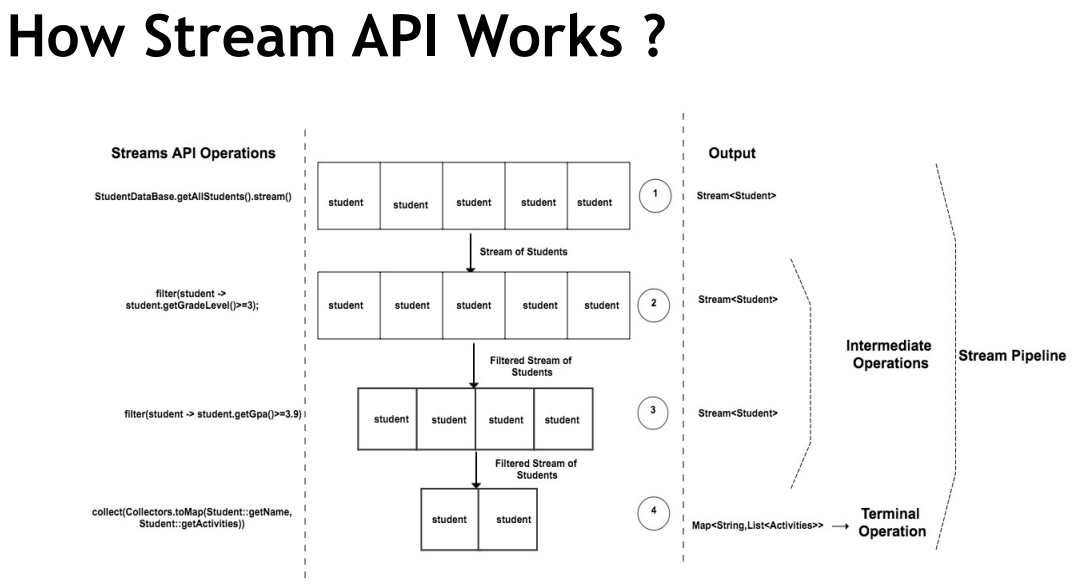 How Stream API Works ?
Streams API Operations
Output
StudentDataBase.getAllStudents().stream()
student
student
student
student
student
1
Stream<Student>
Stream of Students
filter(student ->
student.getGradeLevel()>=3);
student
student
student
student
student
2
Stream<Student>
Intermediate
Operations
Stream Pipeline
Filtered Stream of
Students
filter(student -> student.getGpa()>=3.9)
student
student
student
student
3
Stream<Student>
Filtered Stream of
Students
collect(Collectors.toMap(Student::getName,
Student::getActivities))
student
student
4
Map<String,List<Activities>>
Terminal
Operation